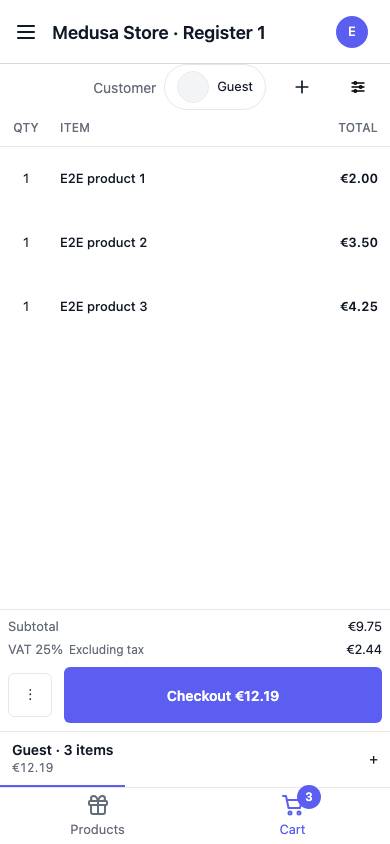 Medusa Store · Register 1
E
Customer
Guest
+
QTY ITEM TOTAL
1 E2E product 1 €2.00
1 E2E product 2 €3.50
1 E2E product 3 €4.25
Subtotal €9.75
VAT 25% Excluding tax €2.44
⋮
Checkout €12.19
Guest · 3 items
€12.19
+
3
Products
Cart